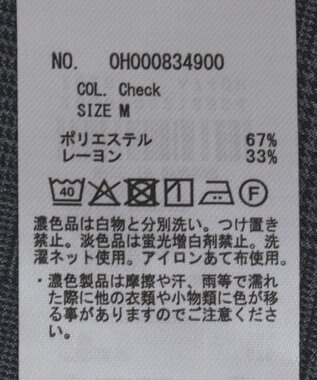 NO. 0H000834900
COL. Check
SIZE M
ポリエステル 67%
レーヨン 33%
40 F
濃色品は白物と分別洗い。つけ置き
禁止。淡色品は蛍光増白剤禁止。洗
濯ネット使用。アイロンあて布使用。
・濃色製品は摩擦や汗、雨等で濡れ
た際に他の衣類や小物類に色が移
る事がありますのでご注意くださ
い。